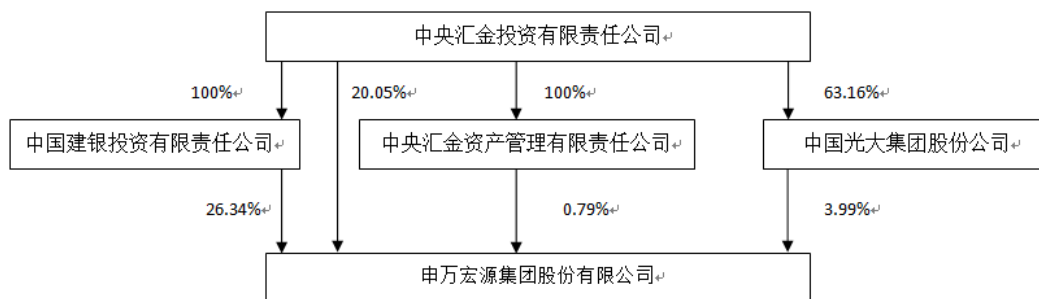 中央汇金投资有限责任公司↵
100%↵ 20.05%↵ 100%↵ 63.16%↵
中国建银投资有限责任公司↵ 中央汇金资产管理有限责任公司↵ 中国光大集团股份公司↵
26.34%↵ 0.79%↵ 3.99%↵
申万宏源集团股份有限公司↵